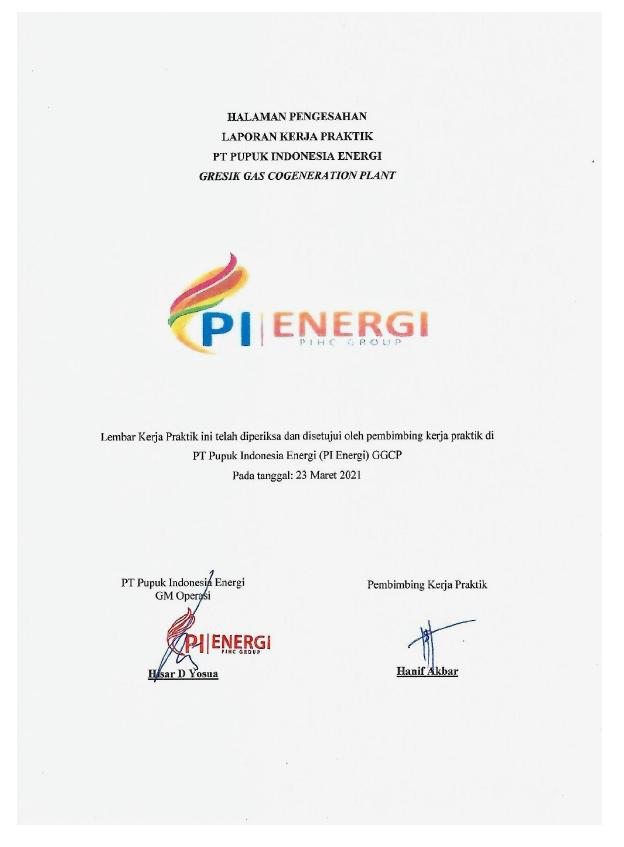 HALAMAN PENGESAHAN
LAPORAN KERJA PRAKTIK
PT PUPUK INDONESIA ENERGI
GRESIK GAS COGENERATION PLANT
PI ENERGI
PIHC GROUP
Lembar Kerja Praktik ini telah diperiksa dan disetujui oleh pembimbing kerja praktik di
PT Pupuk Indonesia Energi (PI Energi) GGCP
Pada tanggal: 23 Maret 2021
PT Pupuk Indonesia Energi
GM Operasi
PI ENERGI
PIHC GROUP
Hisar D Yosua
Pembimbing Kerja Praktik
Hanif Akbar